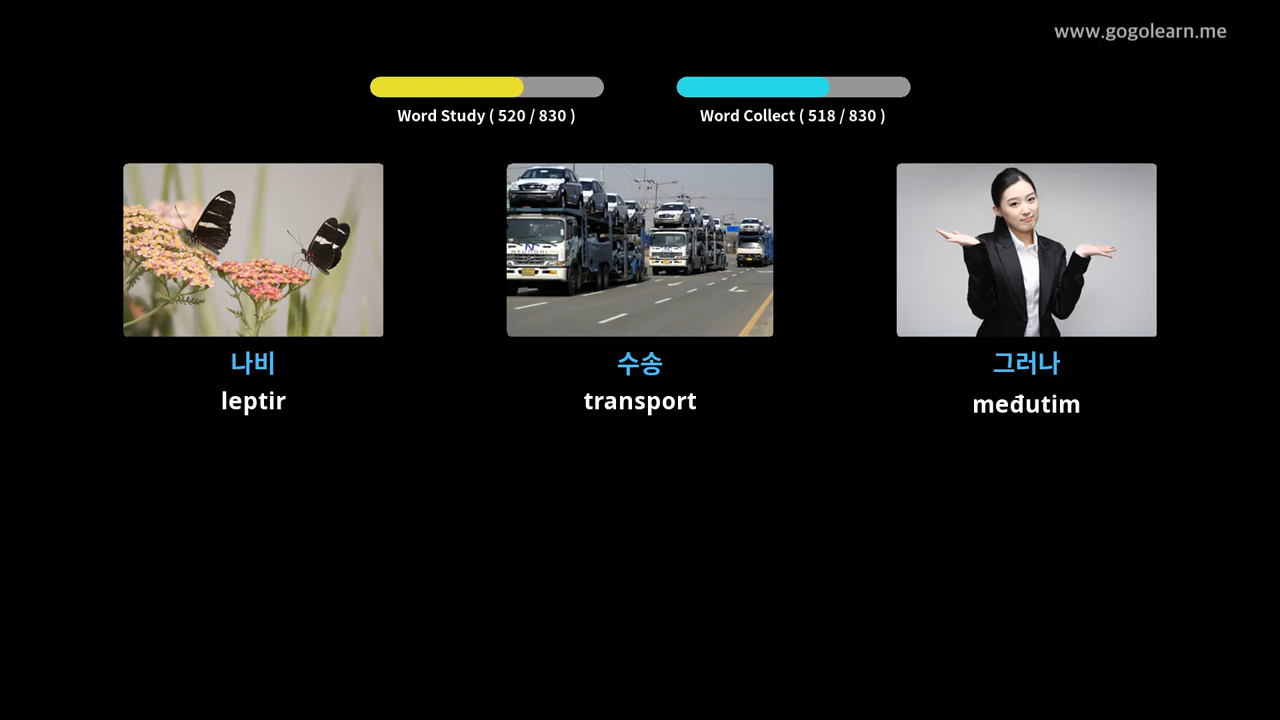 www.gogolearn.me
Word Study ( 520 / 830 )
Word Collect ( 518 / 830 )
나비
leptir
수송
transport
그러나
međutim